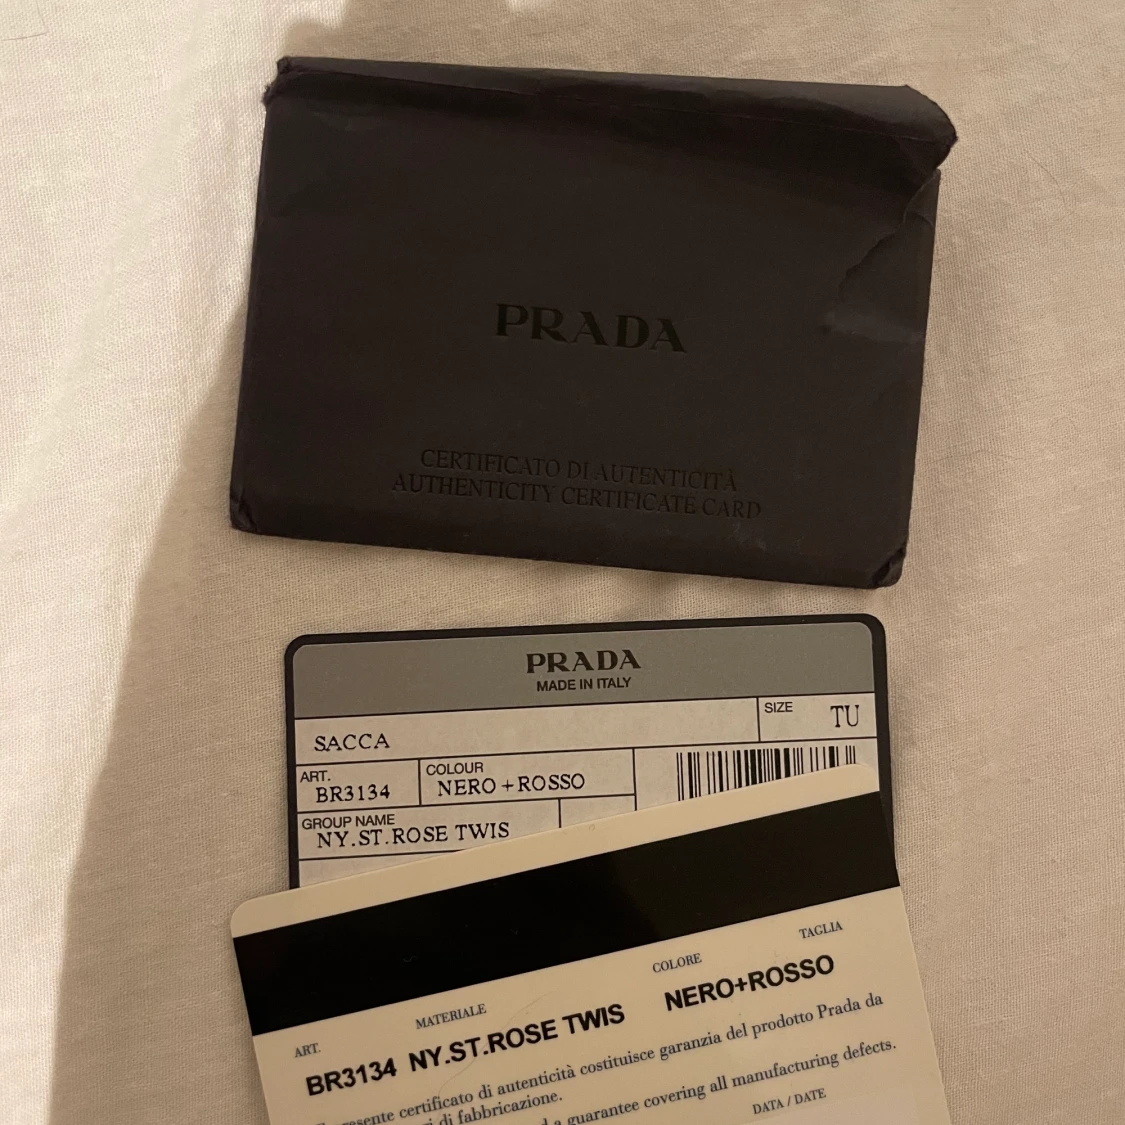 PRADA
CERTIFICATO DI AUTENTICITÀ
AUTHENTICITY CERTIFICATE CARD
PRADA
MADE IN ITALY
SACCA
SIZE TU
ART. BR3134
COLOUR NERO+ROSSO
GROUP NAME
NY.ST.ROSE TWIS
TAGLIA
COLORE
NERO+ROSSO
MATERIALE
NY.ST.ROSE TWIS
ART.
BR3134
certificato di autenticità costituisce garanzia del prodotto Prada da
di fabbricazione.
a guarantee covering all manufacturing defects.
DATA / DATE